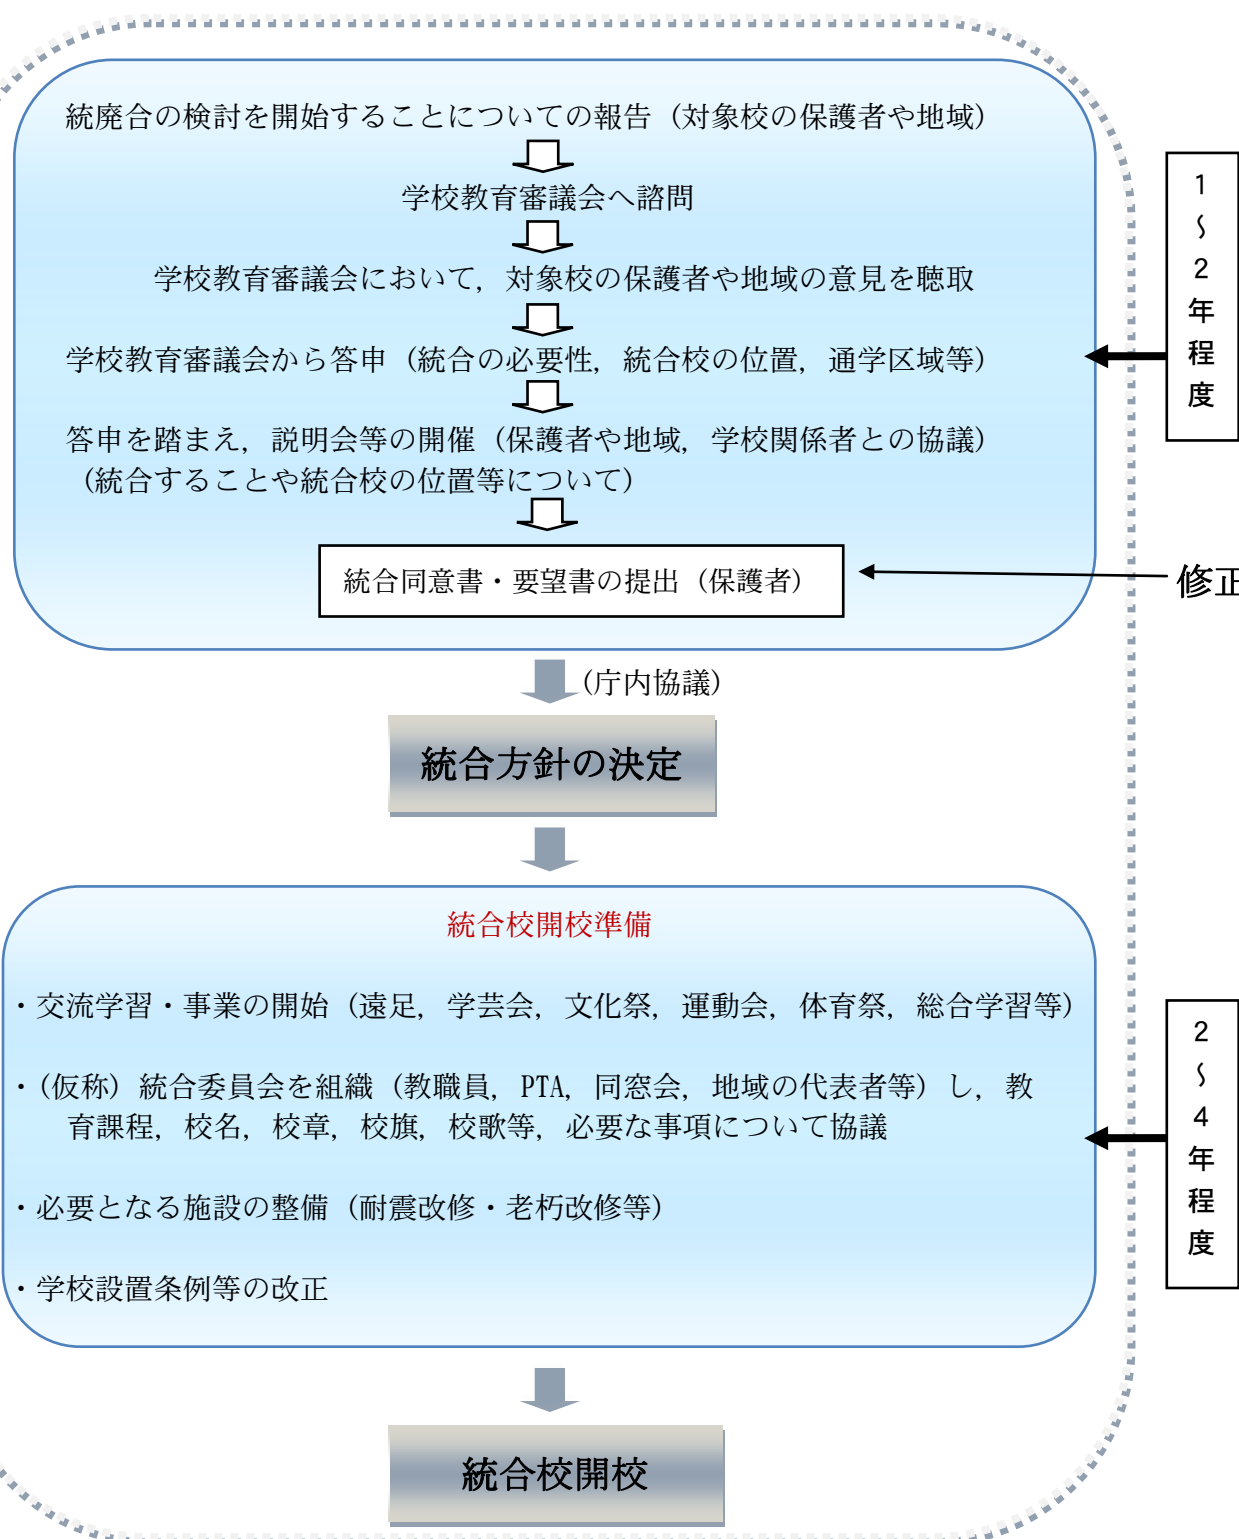 統廃合の検討を開始することについての報告（対象校の保護者や地域）
学校教育審議会へ諮問
学校教育審議会において，対象校の保護者や地域の意見を聴取
学校教育審議会から答申（統合の必要性，統合校の位置，通学区域等）
答申を踏まえ，説明会等の開催（保護者や地域，学校関係者との協議）
（統合することや統合校の位置等について）
統合同意書・要望書の提出（保護者）
１～２年程度
修正
（庁内協議）
統合方針の決定
統合校開校準備
・交流学習・事業の開始（遠足，学芸会，文化祭，運動会，体育祭，総合学習等）
・（仮称）統合委員会を組織（教職員，PTA，同窓会，地域の代表者等）し，教
育課程，校名，校章，校旗，校歌等，必要な事項について協議
・必要となる施設の整備（耐震改修・老朽改修等）
・学校設置条例等の改正
２～４年程度
統合校開校